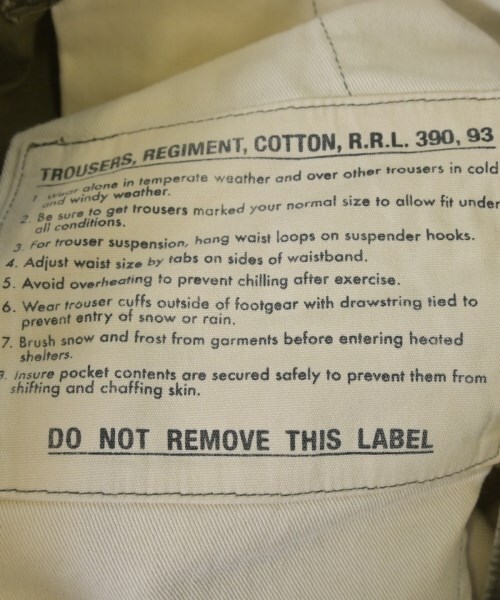 TROUSERS, REGIMENT, COTTON, R.R.L. 390, 93
1. Wear alone in temperate weather and over other trousers in cold
and windy weather.
2. Be sure to get trousers marked your normal size to allow fit under
all conditions.
3. For trouser suspension, hang waist loops on suspender hooks.
4. Adjust waist size by tabs on sides of waistband.
5. Avoid overheating to prevent chilling after exercise.
6. Wear trouser cuffs outside of footgear with drawstring tied to
prevent entry of snow or rain.
7. Brush snow and frost from garments before entering heated
shelters.
8. Insure pocket contents are secured safely to prevent them from
shifting and chaffing skin.
DO NOT REMOVE THIS LABEL